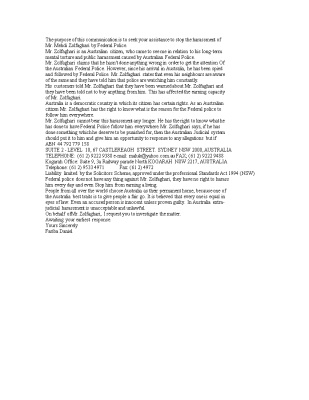 The purpose of this communication is to seek your assistance to stop the harassment of
Mr. Mehdi Zolfaghari by Federal Police.
Mr. Zolfaghari is an Australian citizen, who came to see me in relation to his long-term
mental torture and public harassment caused by Australian Federal Police.
Mr. Zolfaghari claims that he hasn't done anything wrong in order to get the attention Of
the Australian Federal Police. However, since his arrival in Australia, he has been spied
and followed by Federal Police. Mr. Zolfaghari states that even his neighbours are aware
of the same and they have told him that police are watching him constantly.
His customers told Mr. Zolfaghari that they have been warned about Mr. Zolfaghari and
they have been told not to buy anything from him. This has affected the earning capacity
of Mr. Zolfaghari.
Australia is a democratic country in which its citizen has certain rights. As an Australian
citizen Mr. Zolfaghari has the right to know what is the reason for the Federal police to
follow him everywhere.
Mr. Zolfaghari cannot bear this harassment any longer. He has the right to know what he
has done to have Federal Police follow him everywhere. Mr. Zolfaghari says, if he has
done something which he deserves to be punished for, then the Australian Judicial system
should put it to and give him an opportunity to response to any allegations but if
ABN 44 792 779 159
SUITE 2 - LEVEL 10, 67 CASTLEREAGH STREET SYDNEY NSW 2000, AUSTRALIA
TELEPHONE: (61 2) 9222 9380 e-mail: @yahoo.com.au FAX; (61 2) 9222 9488
Kogarah Office: Suite 9, 2a Railway parade North KOGARAH NSW 2217, AUSTRALIA
Telephone: (61 2) 9533 4971 Fax: (61 2) 4972
Liability limited by the Solicitors Scheme, approved under the professional Standards Act 1994 (NSW)
Federal police does not have any thing against Mr. Zolfaghari, they have no right to harass
him every day and even Stop him from earning a being.
People from all over the world choose Australia as their permanent home, because one of
the Australia best traits is to give people a fair go. It is believed that every one is equal in
eyes of law. Even an accused person is innocent unless proven guilty. In Australia extra-
judicial harassment is unacceptable and unlawful.
On behalf of Mr. Zolfaghari, I request you to investigate the matter.
Awaiting your earliest response.
Yours Sincerely
Fariba Daniel